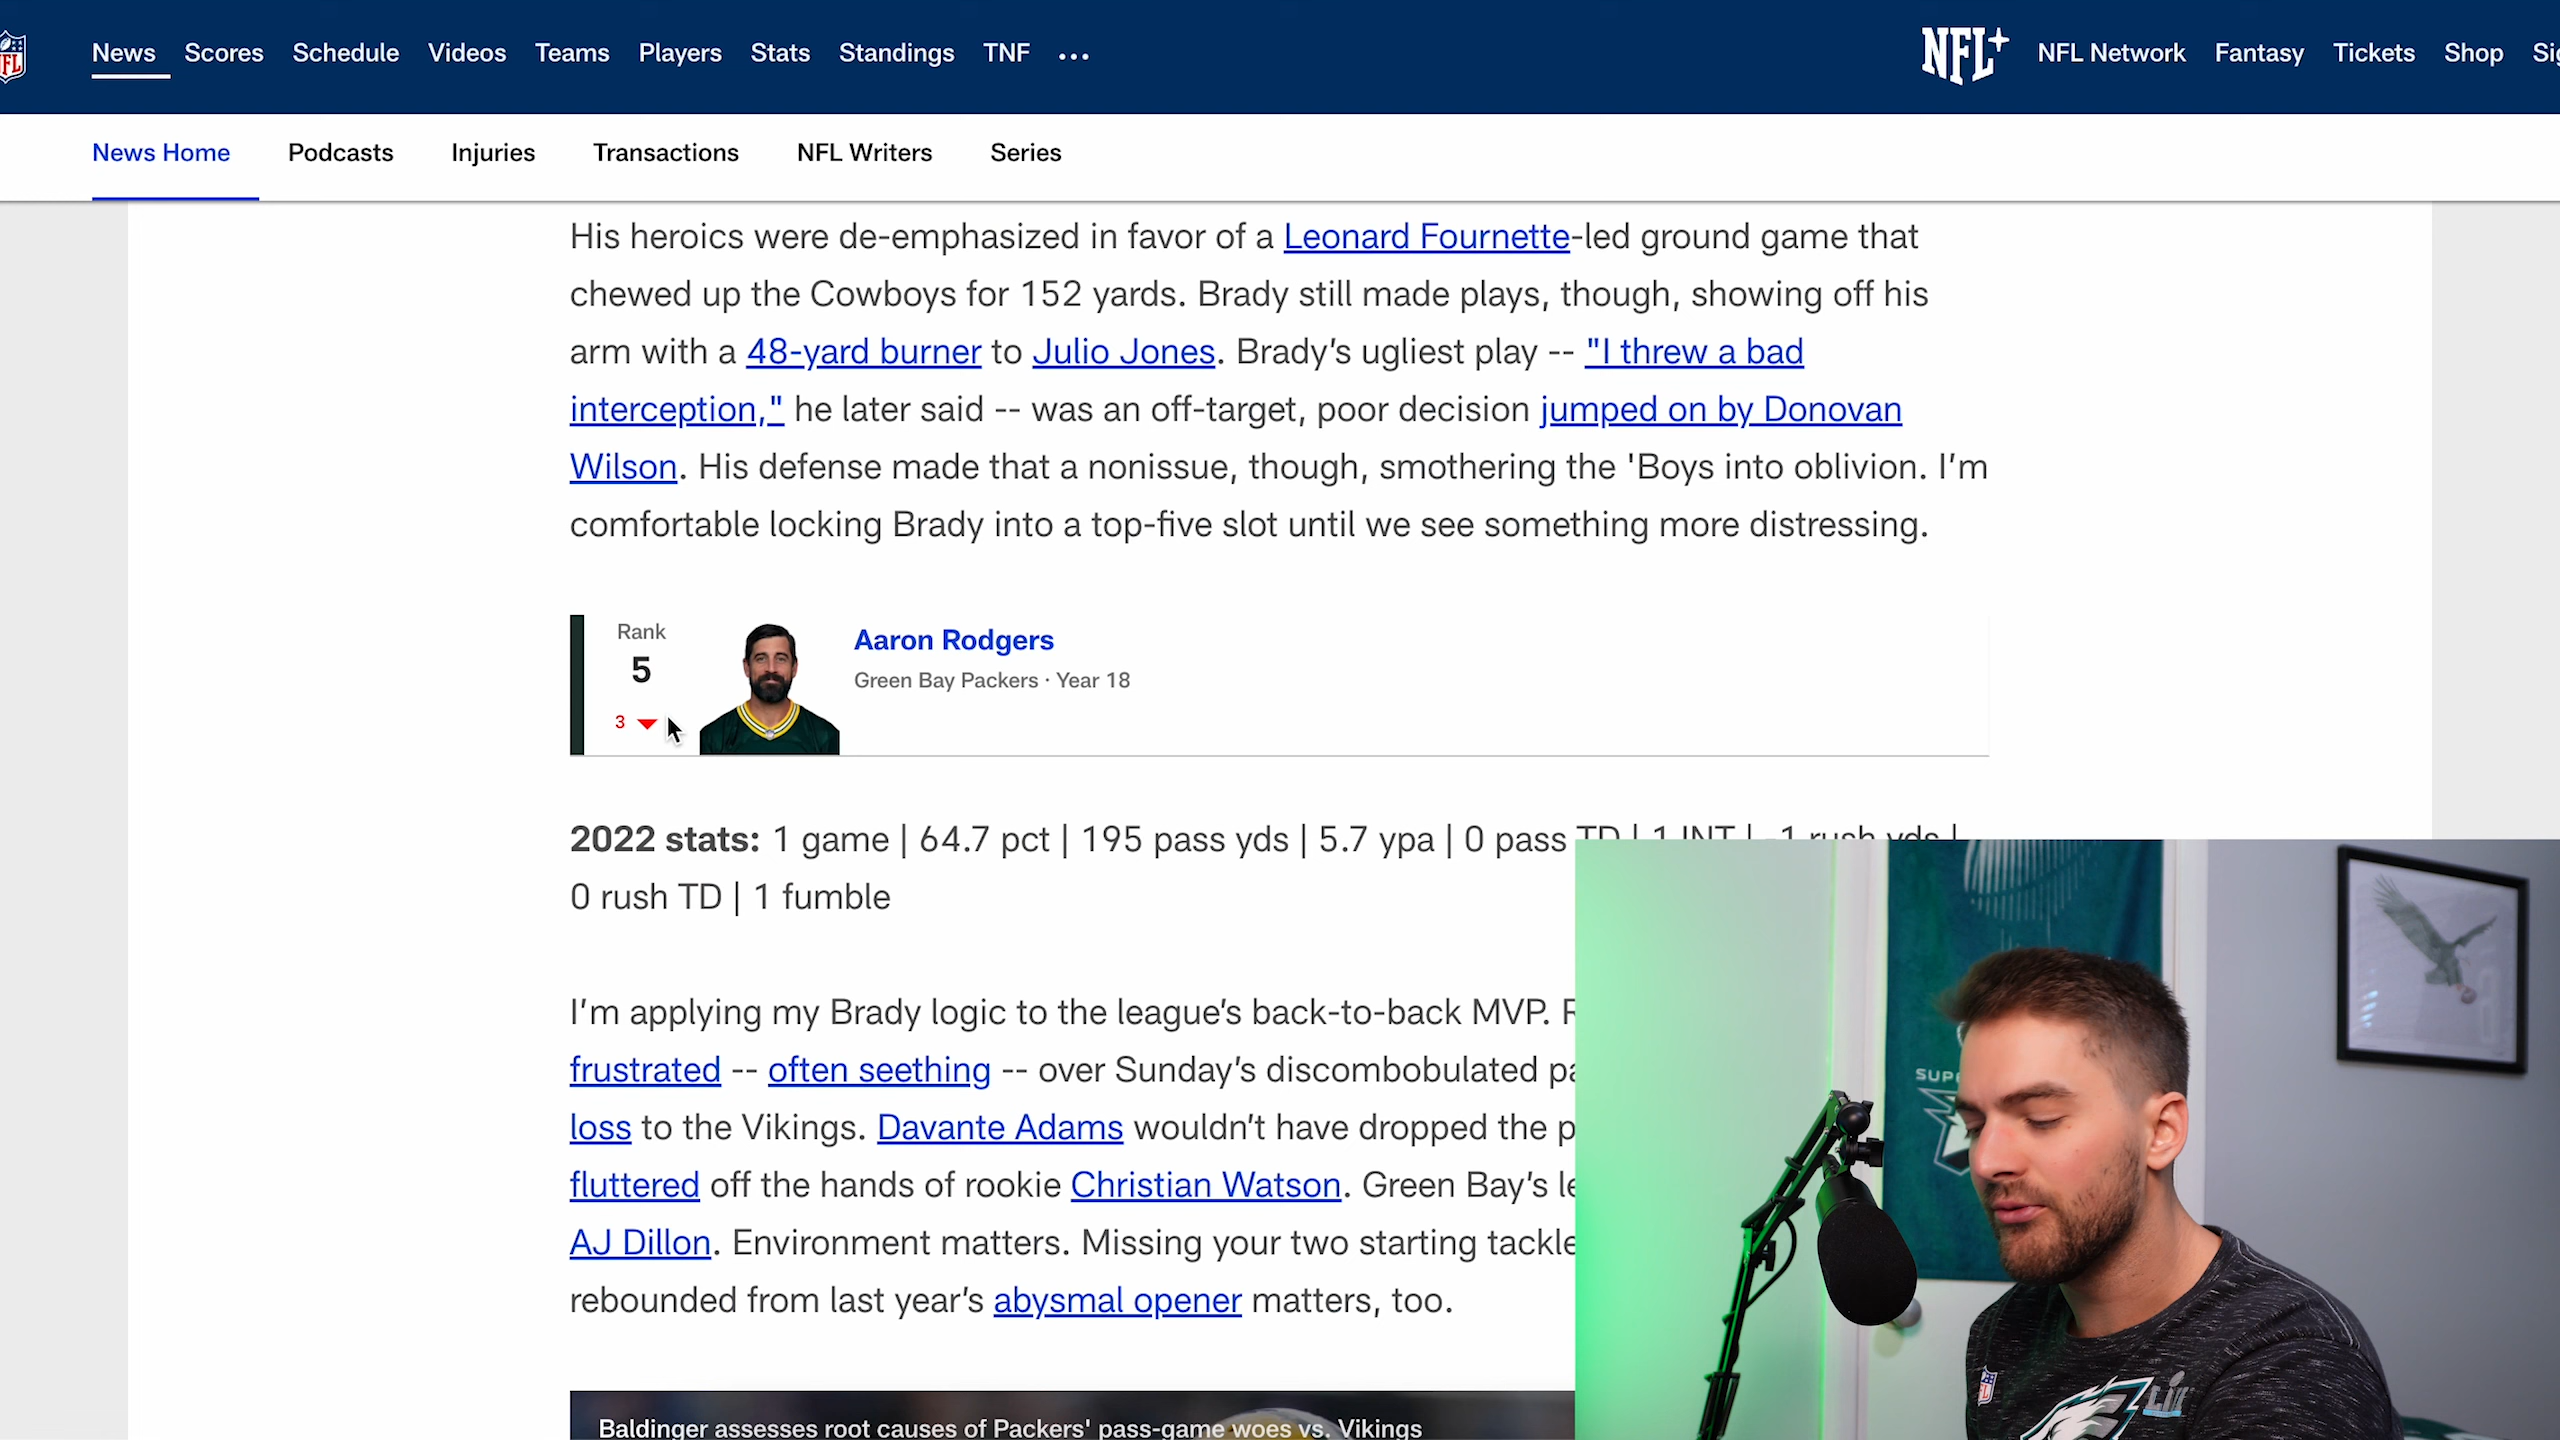 News Scores Schedule Videos Teams Players Stats Standings TNF ...
NFL+ NFL Network Fantasy Tickets Shop
News Home Podcasts Injuries Transactions NFL Writers Series
His heroics were de-emphasized in favor of a Leonard Fournette-led ground game that
chewed up the Cowboys for 152 yards. Brady still made plays, though, showing off his
arm with a 48-yard burner to Julio Jones. Brady’s ugliest play -- "I threw a bad
interception," he later said -- was an off-target, poor decision jumped on by Donovan
Wilson. His defense made that a nonissue, though, smothering the 'Boys into oblivion. I’m
comfortable locking Brady into a top-five slot until we see something more distressing.
Rank
5
3
Aaron Rodgers
Green Bay Packers · Year 18
2022 stats: 1 game | 64.7 pct | 195 pass yds | 5.7 ypa | 0 pass TD | 1 INT | -1 rush yds |
0 rush TD | 1 fumble
I’m applying my Brady logic to the league’s back-to-back MVP.
frustrated -- often seething -- over Sunday’s discombobulated
loss to the Vikings. Davante Adams wouldn’t have dropped the
fluttered off the hands of rookie Christian Watson. Green Bay’s
AJ Dillon. Environment matters. Missing your two starting
rebounded from last year’s abysmal opener matters, too.
Baldinger assesses root causes of Packers' pass-game woes vs. Vikings
SUP
LII